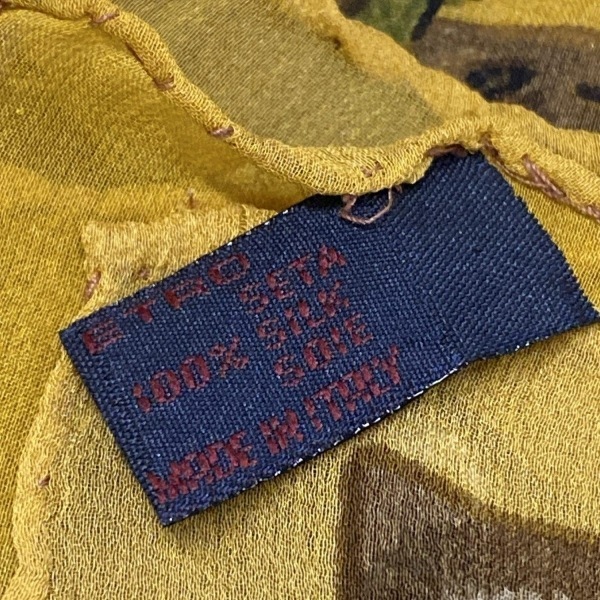 ETRO
SETA
100% SILK
SOIE
MADE IN ITALY